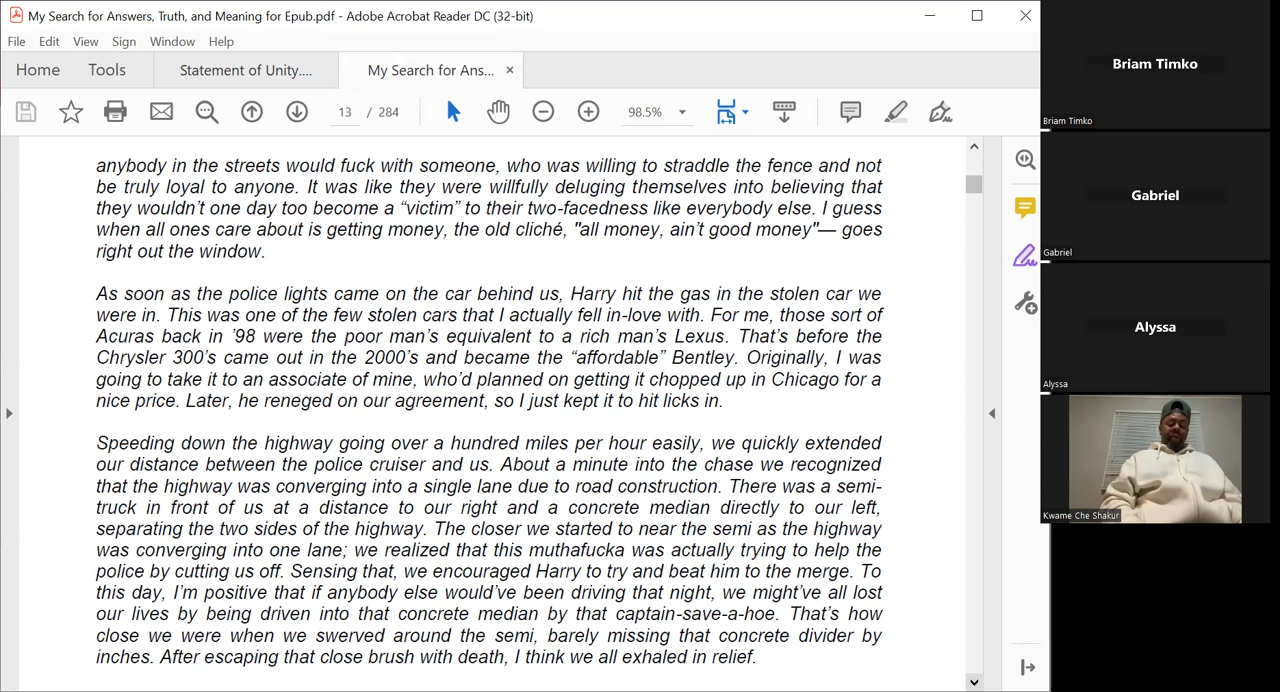 My Search for Answers, Truth, and Meaning for Epub.pdf - Adobe Acrobat Reader DC (32-bit)
File Edit View Sign Window Help
Home Tools Statement of Unity.... My Search for Ans... ×
13 / 284 98.5%
anybody in the streets would fuck with someone, who was willing to straddle the fence and not
be truly loyal to anyone. It was like they were willfully deluging themselves into believing that
they wouldn't one day too become a “victim” to their two-facedness like everybody else. I guess
when all ones care about is getting money, the old cliché, "all money, ain't good money"— goes
right out the window.
As soon as the police lights came on the car behind us, Harry hit the gas in the stolen car we
were in. This was one of the few stolen cars that I actually fell in-love with. For me, those sort of
Acuras back in ’98 were the poor man’s equivalent to a rich man’s Lexus. That’s before the
Chrysler 300’s came out in the 2000’s and became the “affordable” Bentley. Originally, I was
going to take it to an associate of mine, who’d planned on getting it chopped up in Chicago for a
nice price. Later, he reneged on our agreement, so I just kept it to hit licks in.
Speeding down the highway going over a hundred miles per hour easily, we quickly extended
our distance between the police cruiser and us. About a minute into the chase we recognized
that the highway was converging into a single lane due to road construction. There was a semi-
truck in front of us at a distance to our right and a concrete median directly to our left,
separating the two sides of the highway. The closer we started to near the semi as the highway
was converging into one lane; we realized that this muthafucka was actually trying to help the
police by cutting us off. Sensing that, we encouraged Harry to try and beat him to the merge. To
this day, I’m positive that if anybody else would’ve been driving that night, we might’ve all lost
our lives by being driven into that concrete median by that captain-save-a-hoe. That’s how
close we were when we swerved around the semi, barely missing that concrete divider by
inches. After escaping that close brush with death, I think we all exhaled in relief.
Briam Timko
Briam Timko
Gabriel
Gabriel
Alyssa
Alyssa
Kwame Che Shakur